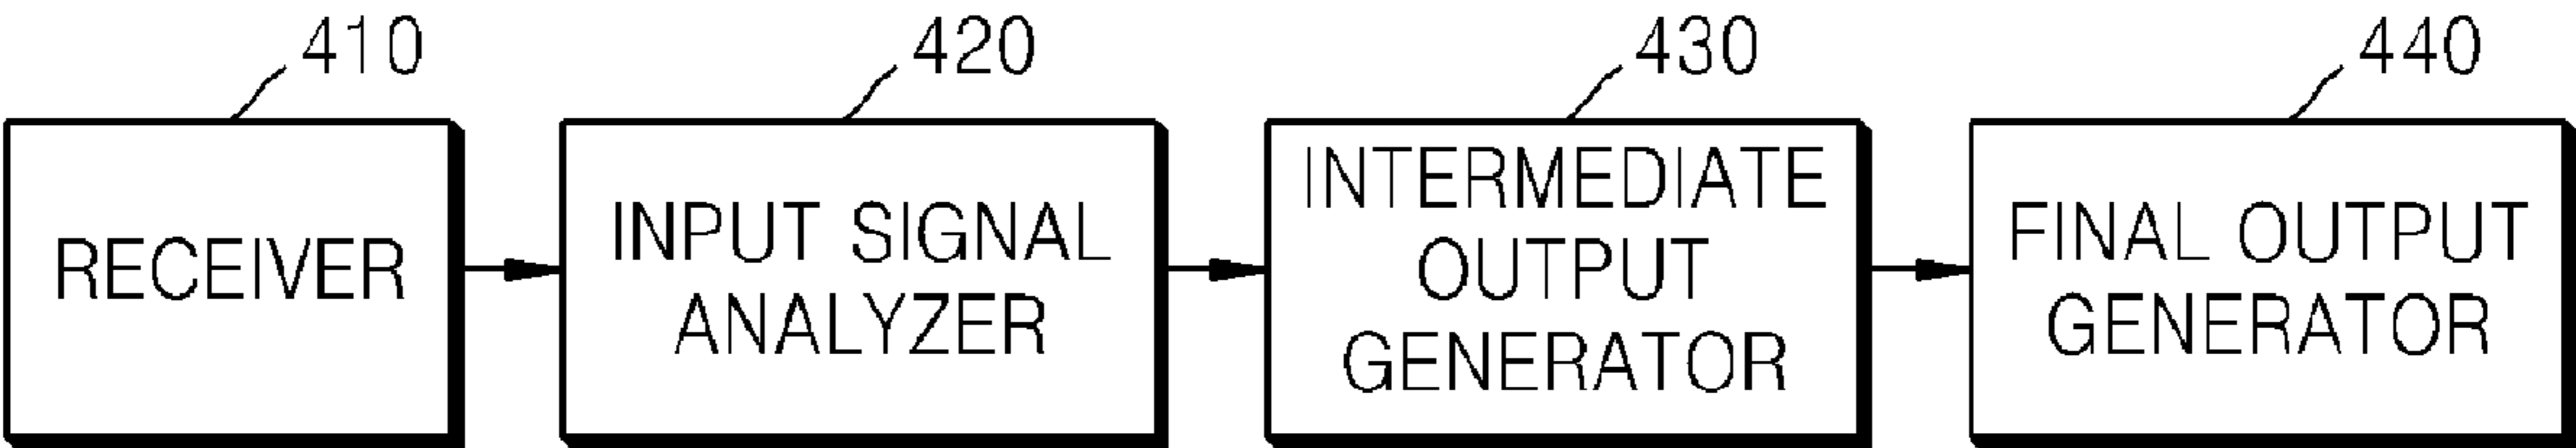 410
420
430
440
RECEIVER
INPUT SIGNAL
ANALYZER
INTERMEDIATE
OUTPUT
GENERATOR
FINAL OUTPUT
GENERATOR